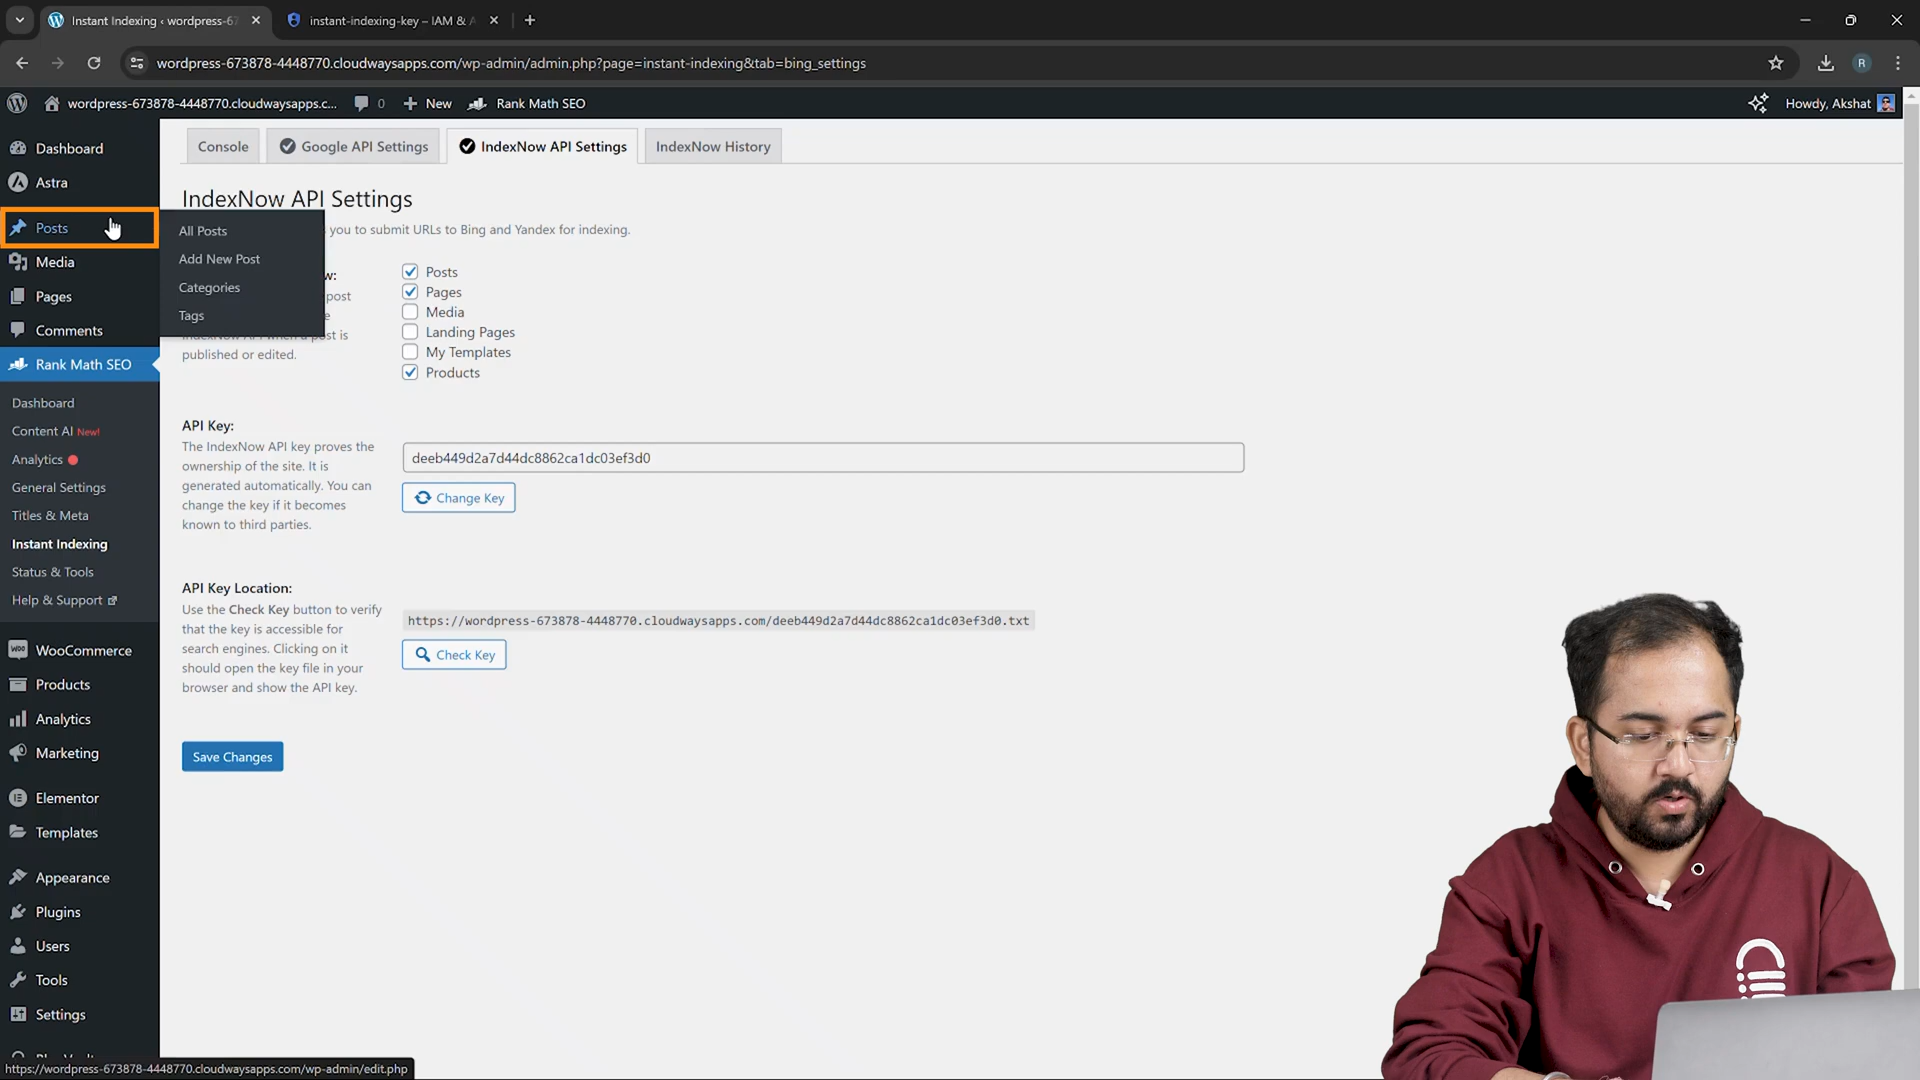 Instant Indexing ‹ wordpress-67
instant-indexing-key – IAM & A
wordpress-673878-4448770.cloudwaysapps.com/wp-admin/admin.php?page=instant-indexing&tab=bing_settings
R
wordpress-673878-4448770.cloudwaysapps.c...
0
New
Rank Math SEO
Howdy, Akshat
Dashboard
Astra
Posts
Media
Pages
Comments
Rank Math SEO
Dashboard
Content AI New!
Analytics
General Settings
Titles & Meta
Instant Indexing
Status & Tools
Help & Support
WooCommerce
Products
Analytics
Marketing
Elementor
Templates
Appearance
Plugins
Users
Tools
Settings
All Posts
Add New Post
Categories
Tags
Console
Google API Settings
IndexNow API Settings
IndexNow History
IndexNow API Settings
you to submit URLs to Bing and Yandex for indexing.
w:
post
e
IndexNow API when a post is
published or edited.
Posts
Pages
Media
Landing Pages
My Templates
Products
API Key:
The IndexNow API key proves the
ownership of the site. It is
generated automatically. You can
change the key if it becomes
known to third parties.
deeb449d2a7d44dc8862ca1dc03ef3d0
Change Key
API Key Location:
Use the Check Key button to verify
that the key is accessible for
search engines. Clicking on it
should open the key file in your
browser and show the API key.
https://wordpress-673878-4448770.cloudwaysapps.com/deeb449d2a7d44dc8862ca1dc03ef3d0.txt
Check Key
Save Changes
https://wordpress-673878-4448770.cloudwaysapps.com/wp-admin/edit.php